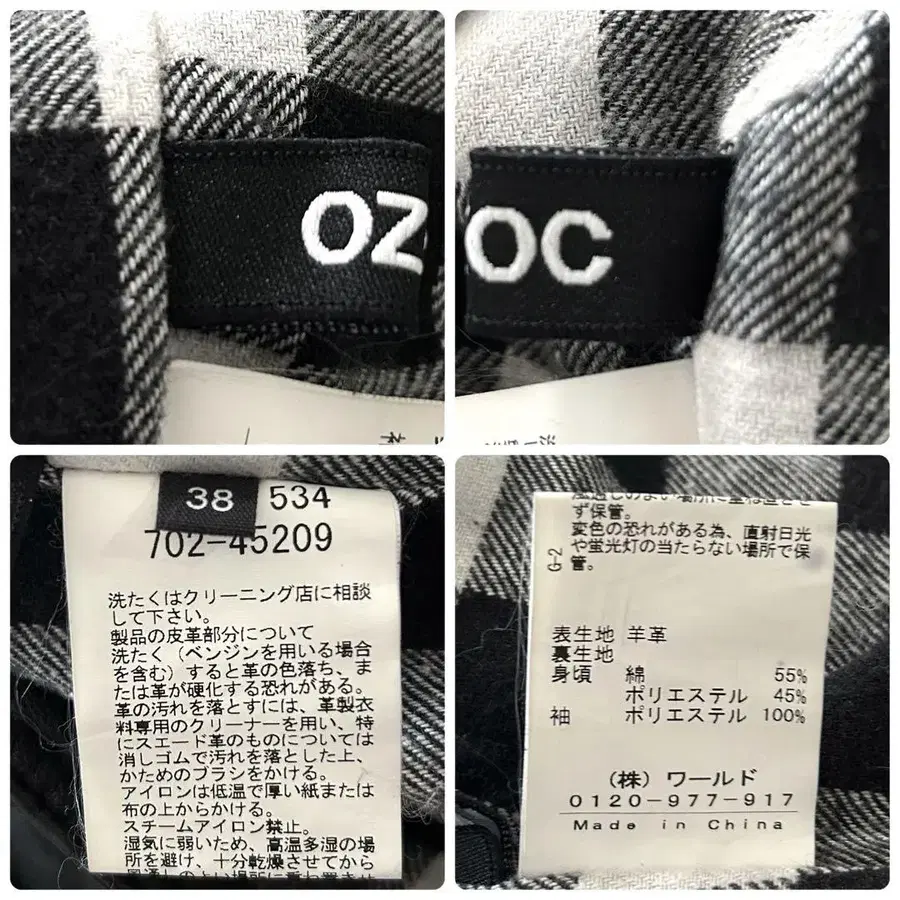 OZ
OC
38 534
702-45209
洗たくはクリーニング店に相談
して下さい。
製品の皮革部分について
洗たく（ベンジンを用いる場合
を含む）すると革の色落ち、ま
たは革が硬化する恐れがある。
革の汚れを落とすには、革製衣
料専用のクリーナーを用い、特
にスエード革のものについては
消しゴムで汚れを落とした上、
かためのブラシをかける。
アイロンは低温で厚い紙または
布の上からかける。
スチームアイロン禁止。
湿気に弱いため、高温多湿の場
所を避け、十分乾燥させてから
風通しのよい場所に重ね置きせ
ず保管。
変色の恐れがある為、直射日光
や蛍光灯の当たらない場所で保
管。
G-2
表生地 羊革
裏生地
身頃 綿 55%
ポリエステル 45%
袖 ポリエステル 100%
（株）ワールド
0120-977-917
Made in China